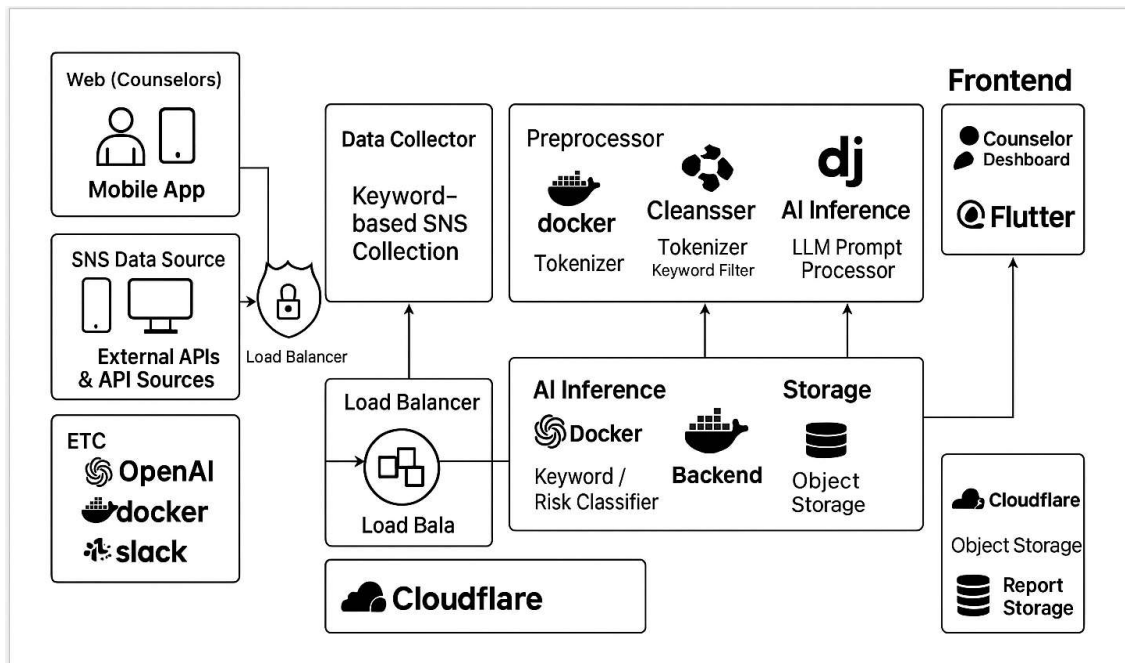 Web (Counselors)
Mobile App
SNS Data Source
External APIs
& API Sources
ETC
OpenAI
docker
slack
Load Balancer
Data Collector
Keyword-
based SNS
Collection
Load Balancer
Load Bala
Cloudflare
Preprocessor
docker
Tokenizer
Cleansser
Tokenizer
Keyword Filter
dj
AI Inference
LLM Prompt
Processor
AI Inference
Docker
Keyword /
Risk Classifier
Backend
Storage
Object
Storage
Frontend
Counselor
Deshboard
Flutter
Cloudflare
Object Storage
Report
Storage